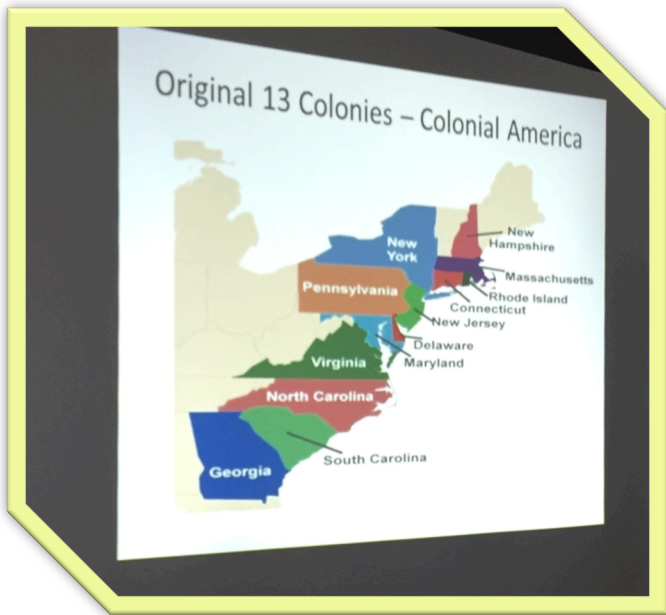 Original 13 Colonies – Colonial America
New
Hampshire
New
York
Massachusetts
Pennsylvania
Rhode Island
Connecticut
New Jersey
Delaware
Maryland
Virginia
North Carolina
South Carolina
Georgia